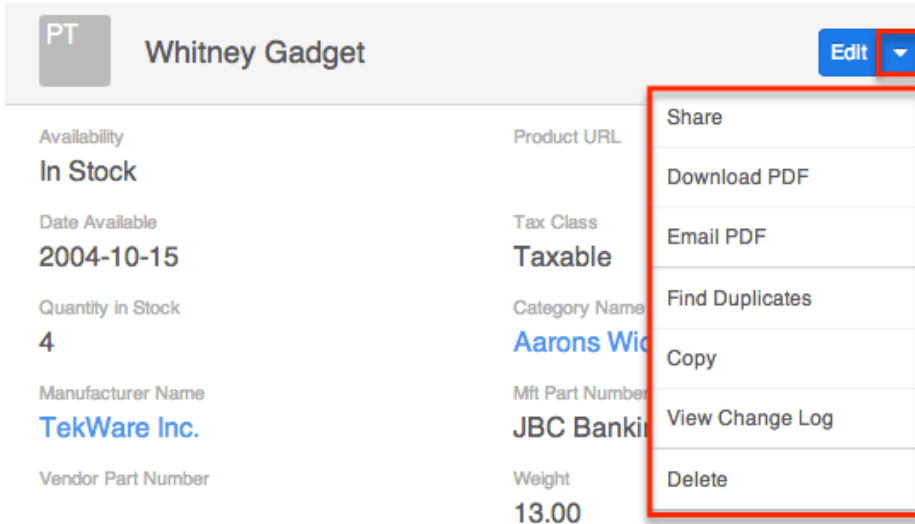 PT
Whitney Gadget
Edit
Share
Download PDF
Email PDF
Find Duplicates
Copy
View Change Log
Delete
Availability
In Stock
Product URL
Date Available
2004-10-15
Tax Class
Taxable
Quantity in Stock
4
Category Name
Aarons
Manufacturer Name
TekWare Inc.
Mft Part Number
JBC
Vendor Part Number
Weight
13.00